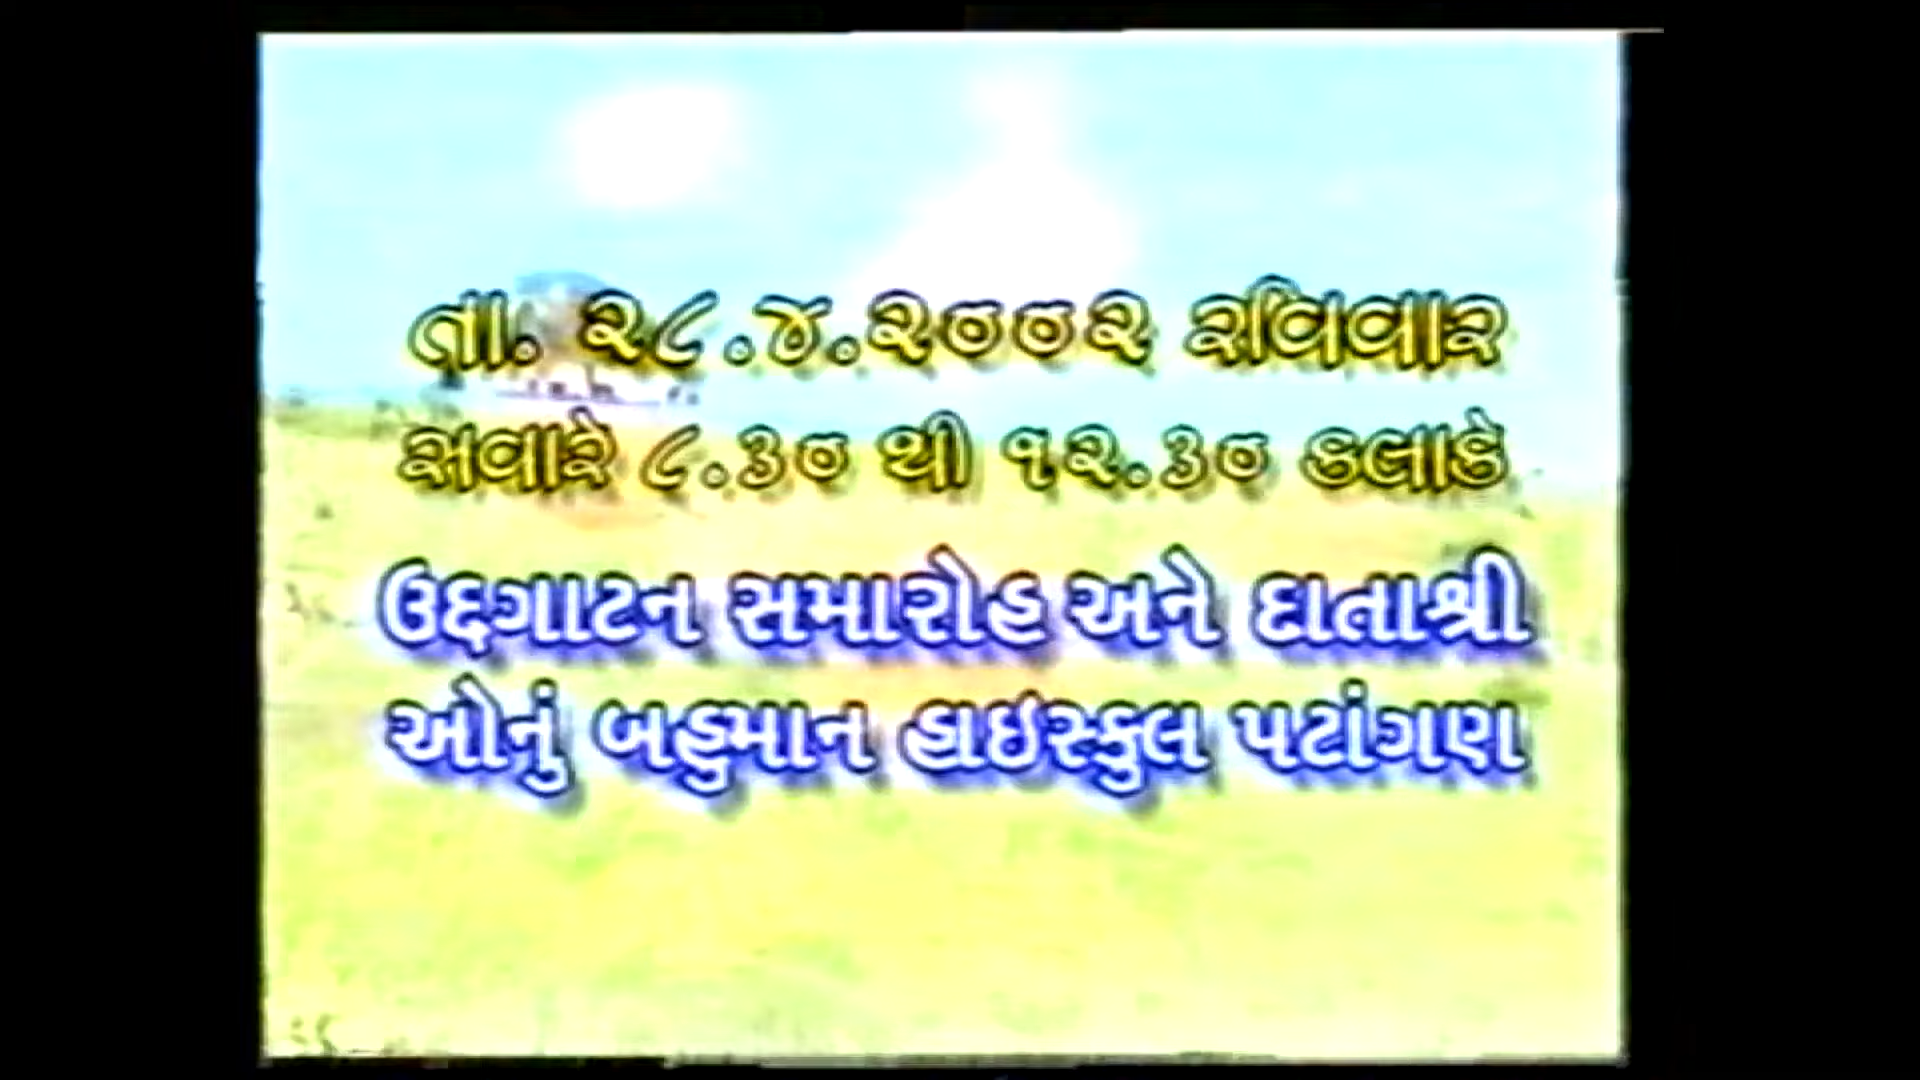 તા. ૨૮.૪.૨૦૦૨ રવિવાર
સવારે ૮.૩૦ થી ૧૨.૩૦ કલાકે
ઉદ્દગાટન સમારોહ અને દાતાશ્રી
ઓનું બહુમાન હાઇસ્કુલ પટાંગણ